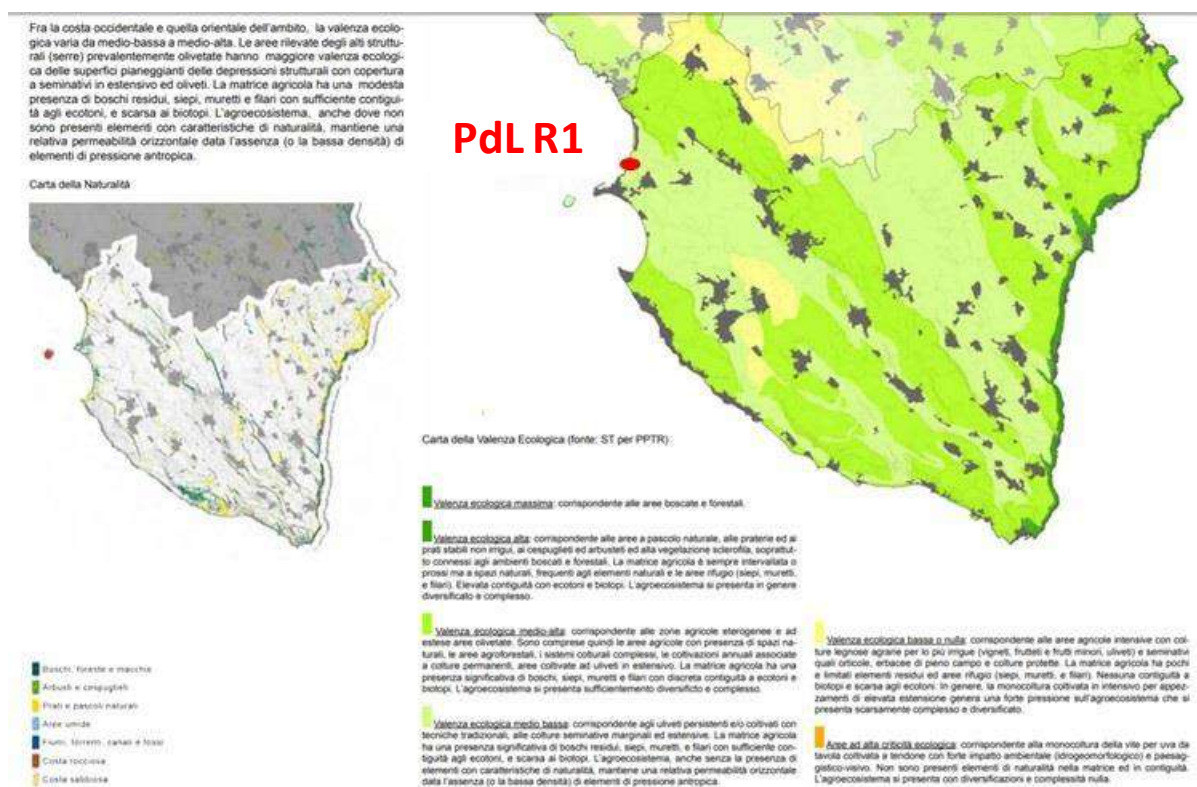 Fra la costa occidentale e quella orientale dell'ambito, la valenza ecolo-
gica varia da medio-bassa a medio-alta. Le aree rilevate degli alti struttu-
rali (serre) prevalentemente olivetate hanno maggiore valenza ecologi-
ca delle superfici pianeggianti delle depressioni strutturali con copertura
a seminativi in estensivo ed oliveti. La matrice agricola ha una modesta
presenza di boschi residui, siepi, muretti e filari con sufficiente contigui-
tà agli ecotoni, e scarsa ai biotopi. L'agroecosistema, anche dove non
sono presenti elementi con caratteristiche di naturalità, mantiene una
relativa permeabilità orizzontale data l'assenza (o la bassa densità) di
elementi di pressione antropica.
PdL R1
Carta della Naturalità
Carta della Valenza Ecologica (fonte: ST per PPTR)
Valenza ecologica massima: corrispondente alle aree boscate e forestali.
Valenza ecologica alta: corrispondente alle aree a pascolo naturale, alle praterie ed ai
prati stabili non irrigui, ai cespuglieti ed arbusteti ed alla vegetazione sclerofila, soprattut-
to connessi agli ambienti boscati e forestali. La matrice agricola è sempre intervallata o
prossi ma a spazi naturali, frequenti agli elementi naturali e le aree rifugio (siepi, muretti,
e filari). Elevata contiguità con ecotoni e biotopi. L'agroecosistema si presenta in genere
diversificato e complesso.
Valenza ecologica medio-alta: corrispondente alle zone agricole eterogenee e ad
estese aree olivetate. Sono comprese quindi le aree agricole con presenza di spazi na-
turali, le aree agroforestali, i sistemi colturali complessi, le coltivazioni annuali associate
a colture permanenti, aree coltivate ad uliveti in estensivo. La matrice agricola ha una
presenza significativa di boschi, siepi, muretti e filari con discreta contiguità a ecotoni e
biotopi. L'agroecosistema si presenta sufficientemento diversificto e complesso.
Valenza ecologica medio bassa: corrispondente agli uliveti persistenti e/o coltivati con
tecniche tradizionali, alle colture seminative marginali ed estensive. La matrice agricola
ha una presenza significativa di boschi residui, siepi, muretti, e filari con sufficiente con-
tiguità agli ecotoni, e scarsa ai biotopi. L'agroecosistema, anche senza la presenza di
elementi con caratteristiche di naturalità, mantiene una relativa permeabilità orizzontale
data l'assenza (o la bassa densità) di elementi di pressione antropica.
Valenza ecologica bassa o nulla: corrispondente alle aree agricole intensive con col-
ture legnose agrarie per lo più irrigue (vigneti, frutteti e frutti minori, uliveti) e seminativi
quali orticole, erbacee di pieno campo e colture protette. La matrice agricola ha pochi
e limitati elementi residui ed aree rifugio (siepi, muretti, e filari). Nessuna contiguità a
biotopi e scarsa agli ecotoni. In genere, la monocoltura coltivata in intensivo per appez-
zamenti di elevata estensione genera una forte pressione sull'agroecosistema che si
presenta scarsamente complesso e diversificato.
Aree ad alta criticità ecologica: corrispondente alla monocoltura della vite per uva da
tavola coltivata a tendone con forte impatto ambientale (idrogeomorfologico) e paesag-
gistico-visivo. Non sono presenti elementi di naturalità nella matrice ed in contiguità.
L'agroecosistema si presenta con diversificazioni e complessità nulla.
Boschi, foreste e macchie
Arbusti e cespuglieti
Prati e pascoli naturali
Aree umide
Fiumi, torrenti, canali e fossi
Costa rocciosa
Costa sabbiosa